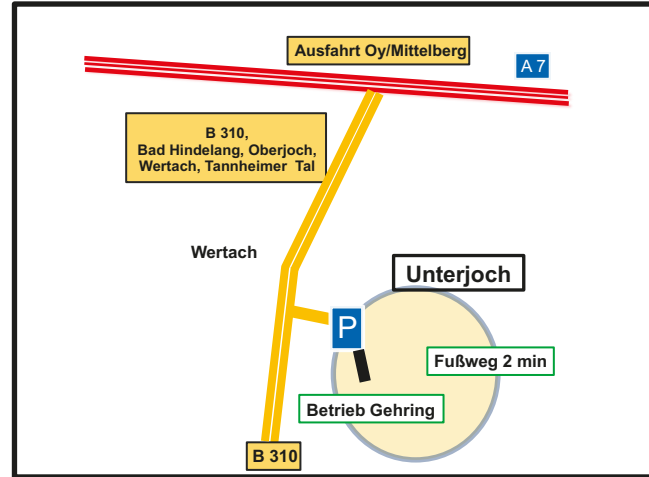 Ausfahrt Oy/Mittelberg
A 7
B 310,
Bad Hindelang, Oberjoch,
Wertach, Tannheimer Tal
Wertach
Unterjoch
P
Fußweg 2 min
Betrieb Gehring
B 310